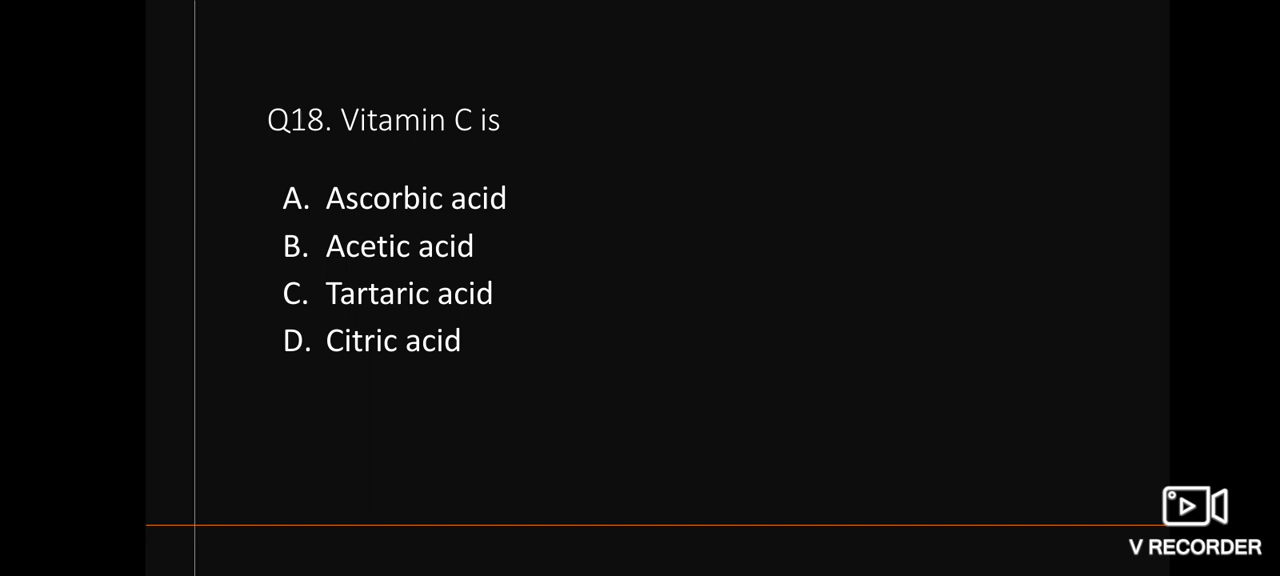 Q18. Vitamin C is
A. Ascorbic acid
B. Acetic acid
C. Tartaric acid
D. Citric acid
V RECORDER